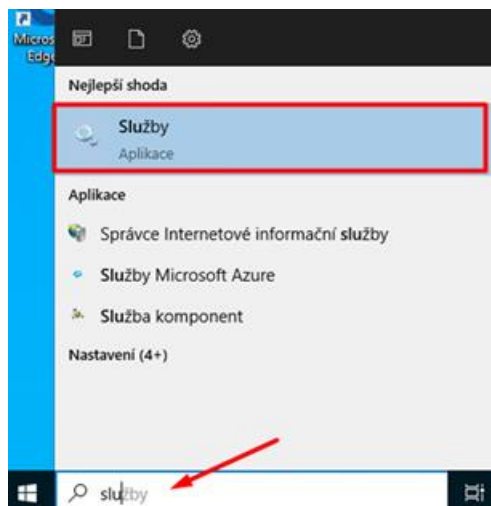 Micros
Edge
Nejlepší shoda
Služby
Aplikace
Aplikace
Správce Internetové informační služby
Služby Microsoft Azure
Služba komponent
Nastavení (4+)
služby